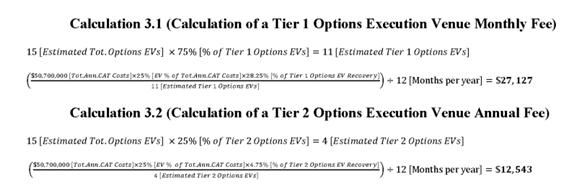 Calculation 3.1 (Calculation of a Tier 1 Options Execution Venue Monthly Fee)
15 [Estimated Tot. Options EVs] × 75% [% of Tier 1 Options EVs] = 11 [Estimated Tier 1 Options EVs]
($50,700,000 [Tot.Ann.CAT Costs]×25% [EV % of Tot.Ann.CAT Costs]×28.25% [% of Tier 1 Options EV Recovery]
11 [Estimated Tier 1 Options EVs]) ÷ 12 [Months per year] = $27,127
Calculation 3.2 (Calculation of a Tier 2 Options Execution Venue Annual Fee)
15 [Estimated Tot. Options EVs] × 25% [% of Tier 2 Options EVs] = 4 [Estimated Tier 2 Options EVs]
($50,700,000 [Tot.Ann.CAT Costs]×25% [EV % of Tot.Ann.CAT Costs]×4.75% [% of Tier 2 Options EV Recovery]
4 [Estimated Tier 2 Options EVs]) ÷ 12 [Months per year] = $12,543